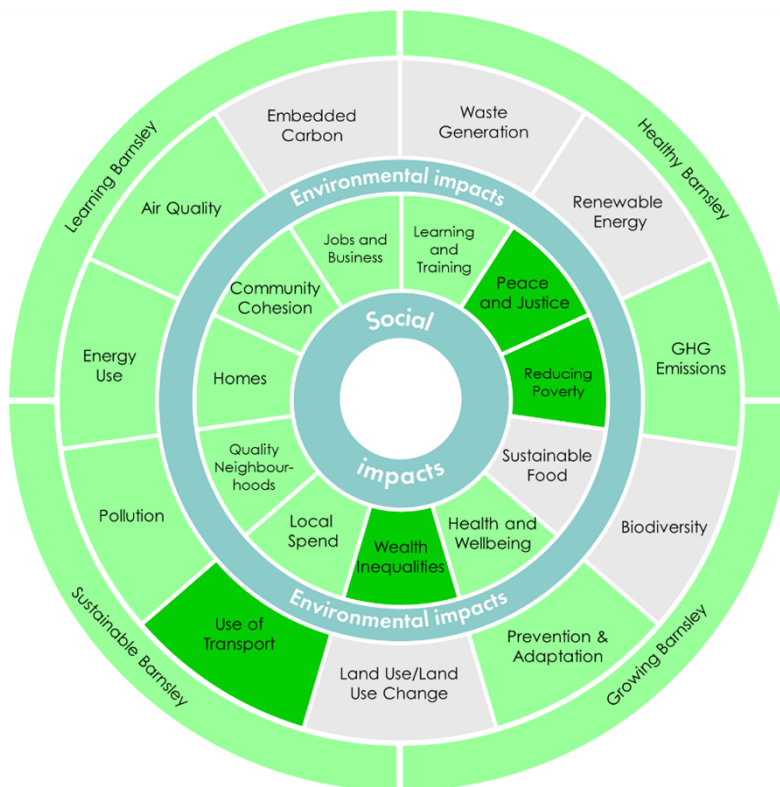 Learning Barnsley
Healthy Barnsley
Growing Barnsley
Sustainable Barnsley
Embedded
Carbon
Waste
Generation
Renewable
Energy
GHG
Emissions
Biodiversity
Prevention &
Adaptation
Land Use/Land
Use Change
Use of
Transport
Pollution
Energy
Use
Air Quality
Environmental impacts
Environmental impacts
Jobs and
Business
Learning
and
Training
Peace
and Justice
Reducing
Poverty
Sustainable
Food
Health and
Wellbeing
Wealth
Inequalities
Local
Spend
Quality
Neighbour-
hoods
Homes
Community
Cohesion
Social
impacts